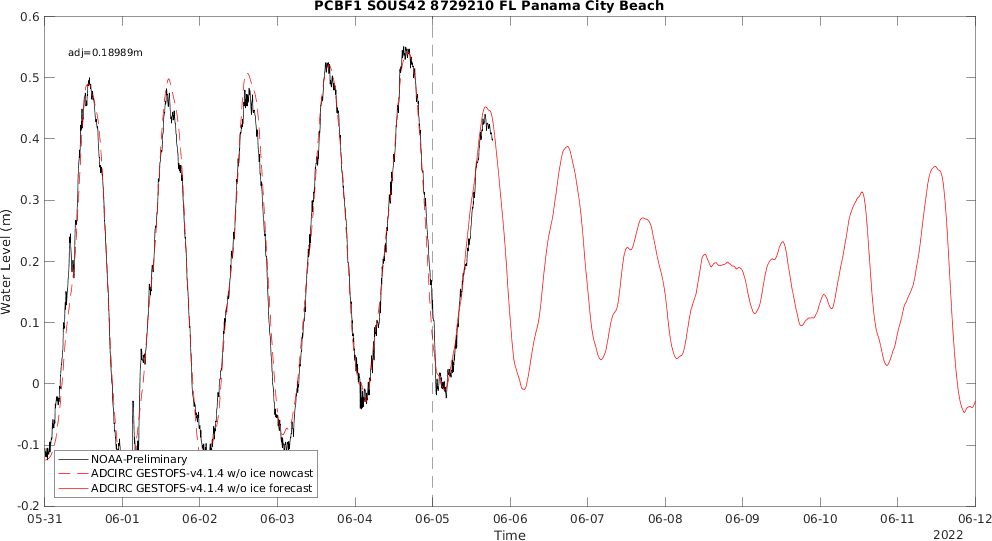 PCBF1 SOUS42 8729210 FL Panama City Beach
adj=0.18989m
0.6
0.5
0.4
0.3
0.2
0.1
0
-0.1
-0.2
Water Level (m)
NOAA-Preliminary
ADCIRC GESTOFS-v4.1.4 w/o ice nowcast
ADCIRC GESTOFS-v4.1.4 w/o ice forecast
05-31 06-01 06-02 06-03 06-04 06-05 06-06 06-07 06-08 06-09 06-10 06-11 06-12
Time
2022